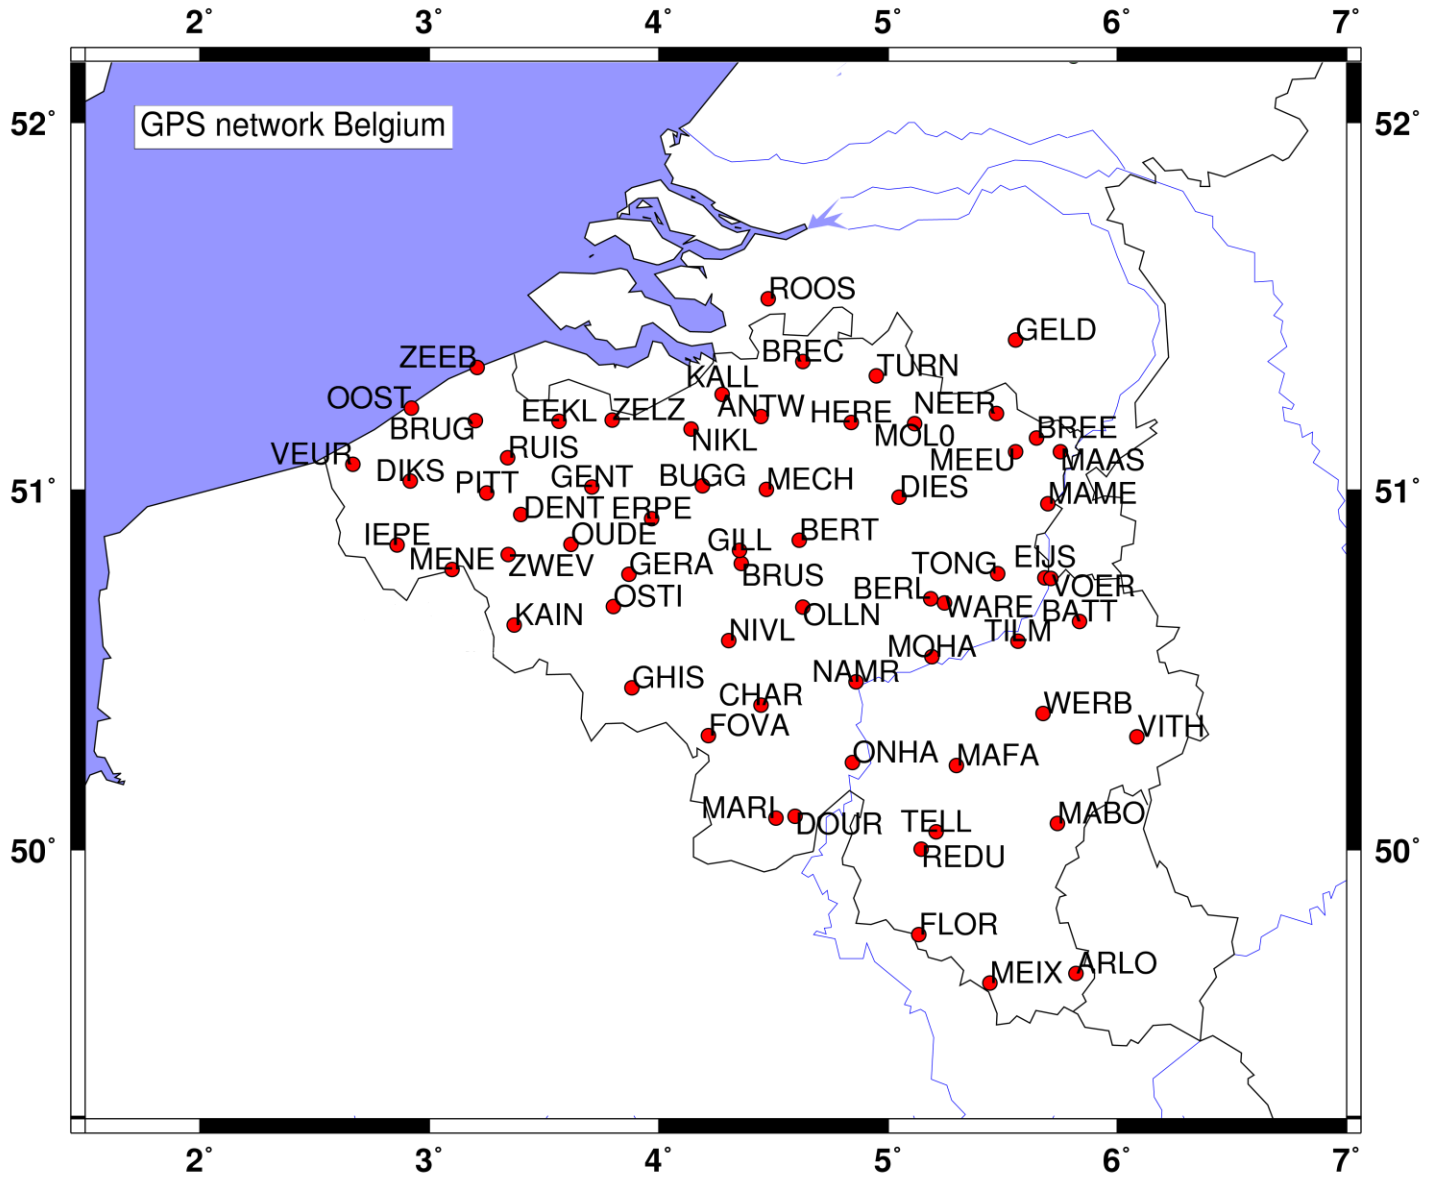 2° 3° 4° 5° 6° 7°
52° 52°
GPS network Belgium
ROOS
GELD
ZEEB BREC TURN
KALL
OOST EEKL ZELZ ANTW HERE NEER
BRUG NIKL MOL0 BREE
VEUR RUIS MEEU MAAS
DIKS PITT GENT BUGG MECH DIES
51° MAME 51°
DENT ERPE
IEPE OUDE GILL BERT
MENE ZWEV GERA BRUS TONG EIJS
VOER
OSTI BERL WARE BATT
KAIN NIVL OLLN TILM
MOHA
GHIS NAMR
CHAR WERB
FOVA VITH
ONHA MAFA
MARI DOUR TELL MABO
50° REDU 50°
FLOR
MEIX ARLO
2° 3° 4° 5° 6° 7°